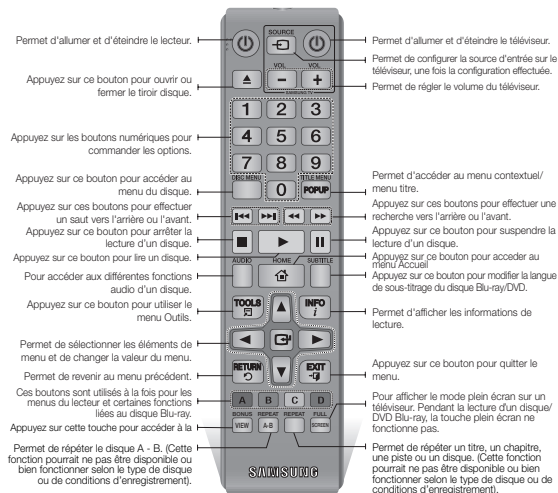 Permet d'allumer et d'éteindre le lecteur.
Appuyez sur ce bouton pour ouvrir ou
fermer le tiroir disque.
Appuyez sur les boutons numériques pour
commander les options.
Appuyez sur ce bouton pour accéder au
menu du disque.
Appuyez sur ces boutons pour effectuer
un saut vers l'arrière ou l'avant.
Appuyez sur ce bouton pour arrêter la
lecture d'un disque.
Appuyez sur ce bouton pour lire un disque.
Pour accéder aux différentes fonctions
audio d'un disque.
Appuyez sur ce bouton pour utiliser le
menu Outils.
Permet de sélectionner les éléments de
menu et de changer la valeur du menu.
Permet de revenir au menu précédent.
Ces boutons sont utilisés à la fois pour les
menus du lecteur et certaines fonctions
liées au disque Blu-ray.
Appuyez sur cette touche pour accéder à la
Permet de répéter le disque A - B. (Cette
fonction pourrait ne pas être disponible ou
bien fonctionner selon le type de disque
ou de conditions d'enregistrement).
SOURCE
VOL VOL
- +
SAMSUNG TV
1 2 3
4 5 6
7 8 9
DISC MENU 0 TITLE MENU
POPUP
AUDIO HOME SUBTITLE
TOOLS INFO
i
RETURN EXIT
A B C D
BONUS REPEAT REPEAT FULL
VIEW A-B SCREEN
SAMSUNG
Permet d'allumer et d'éteindre le téléviseur.
Permet de configurer la source d'entrée sur le
téléviseur, une fois la configuration effectuée.
Permet de régler le volume du téléviseur.
Permet d'accéder au menu contextuel/
menu titre.
Appuyez sur ces boutons pour effectuer une
recherche vers l'arrière ou l'avant.
Appuyez sur ce bouton pour suspendre la
lecture d'un disque.
Appuyez sur ce bouton pour acceder au
menu Accueil
Appuyez sur ce bouton pour modifier la langue
de sous-titrage du disque Blu-ray/DVD.
Permet d'afficher les informations de
lecture.
Appuyez sur ce bouton pour quitter le
menu.
Pour afficher le mode plein écran sur un
téléviseur. Pendant la lecture d'un disque/
DVD Blu-ray, la touche plein écran ne
fonctionne pas.
Permet de répéter un titre, un chapitre,
une piste ou un disque. (Cette fonction
pourrait ne pas être disponible ou bien
fonctionner selon le type de disque ou de
conditions d'enregistrement).